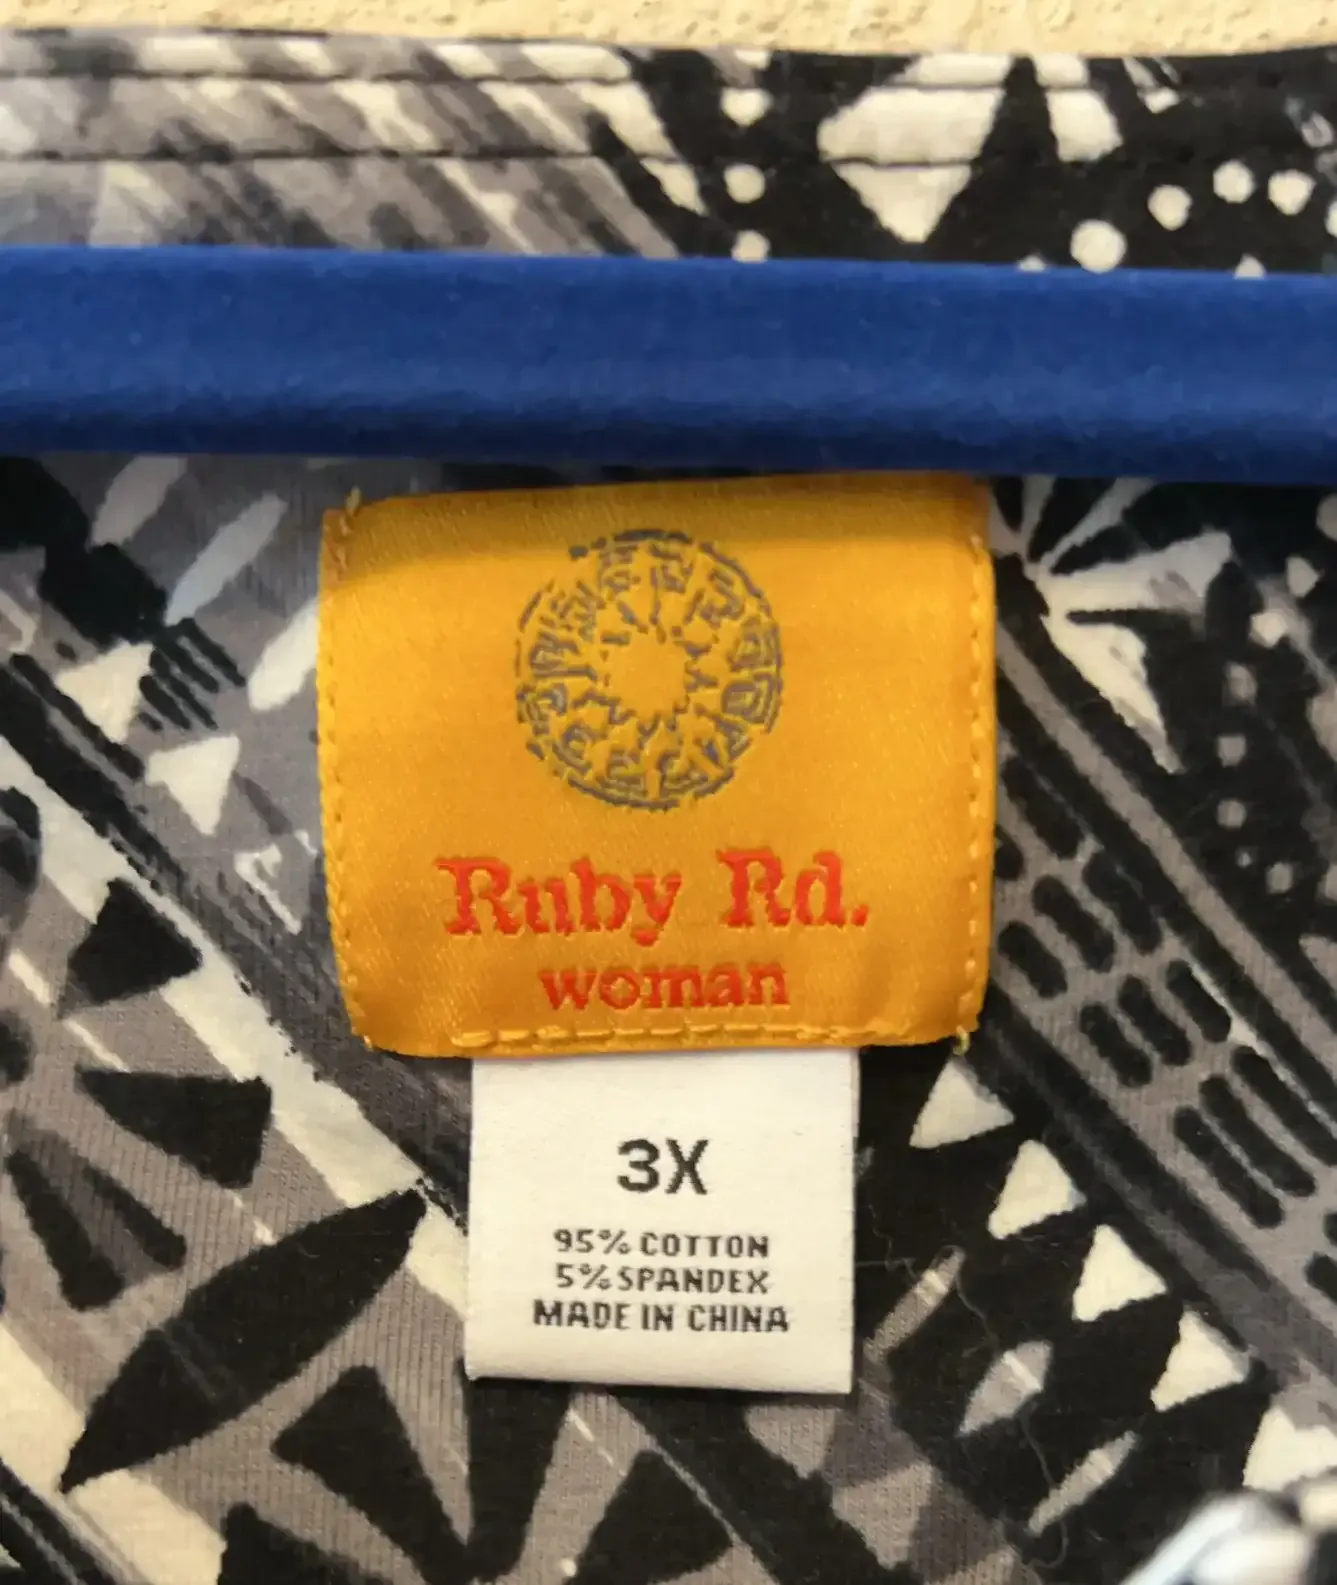 Ruby Rd.
woman
3X
95% COTTON
5% SPANDEX
MADE IN CHINA